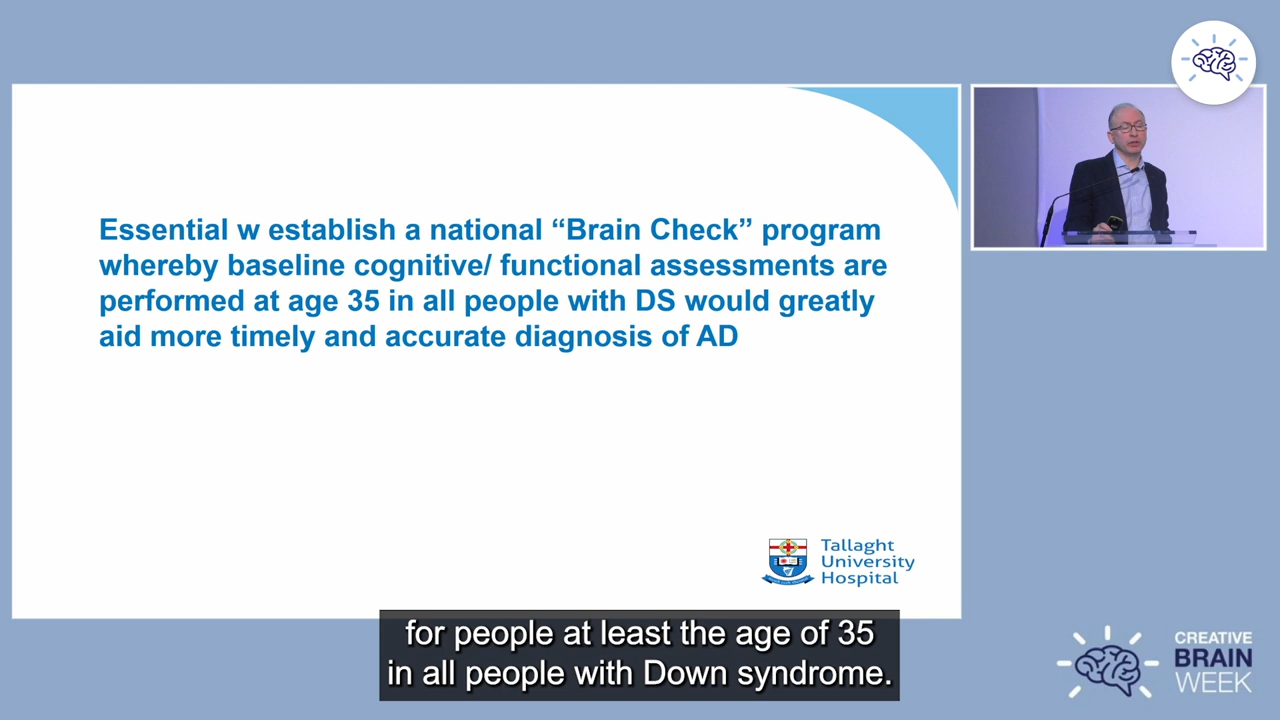 Essential w establish a national “Brain Check” program
whereby baseline cognitive/ functional assessments are
performed at age 35 in all people with DS would greatly
aid more timely and accurate diagnosis of AD
Tallaght
University
Hospital
for people at least the age of 35
in all people with Down syndrome.
CREATIVE
BRAIN
WEEK